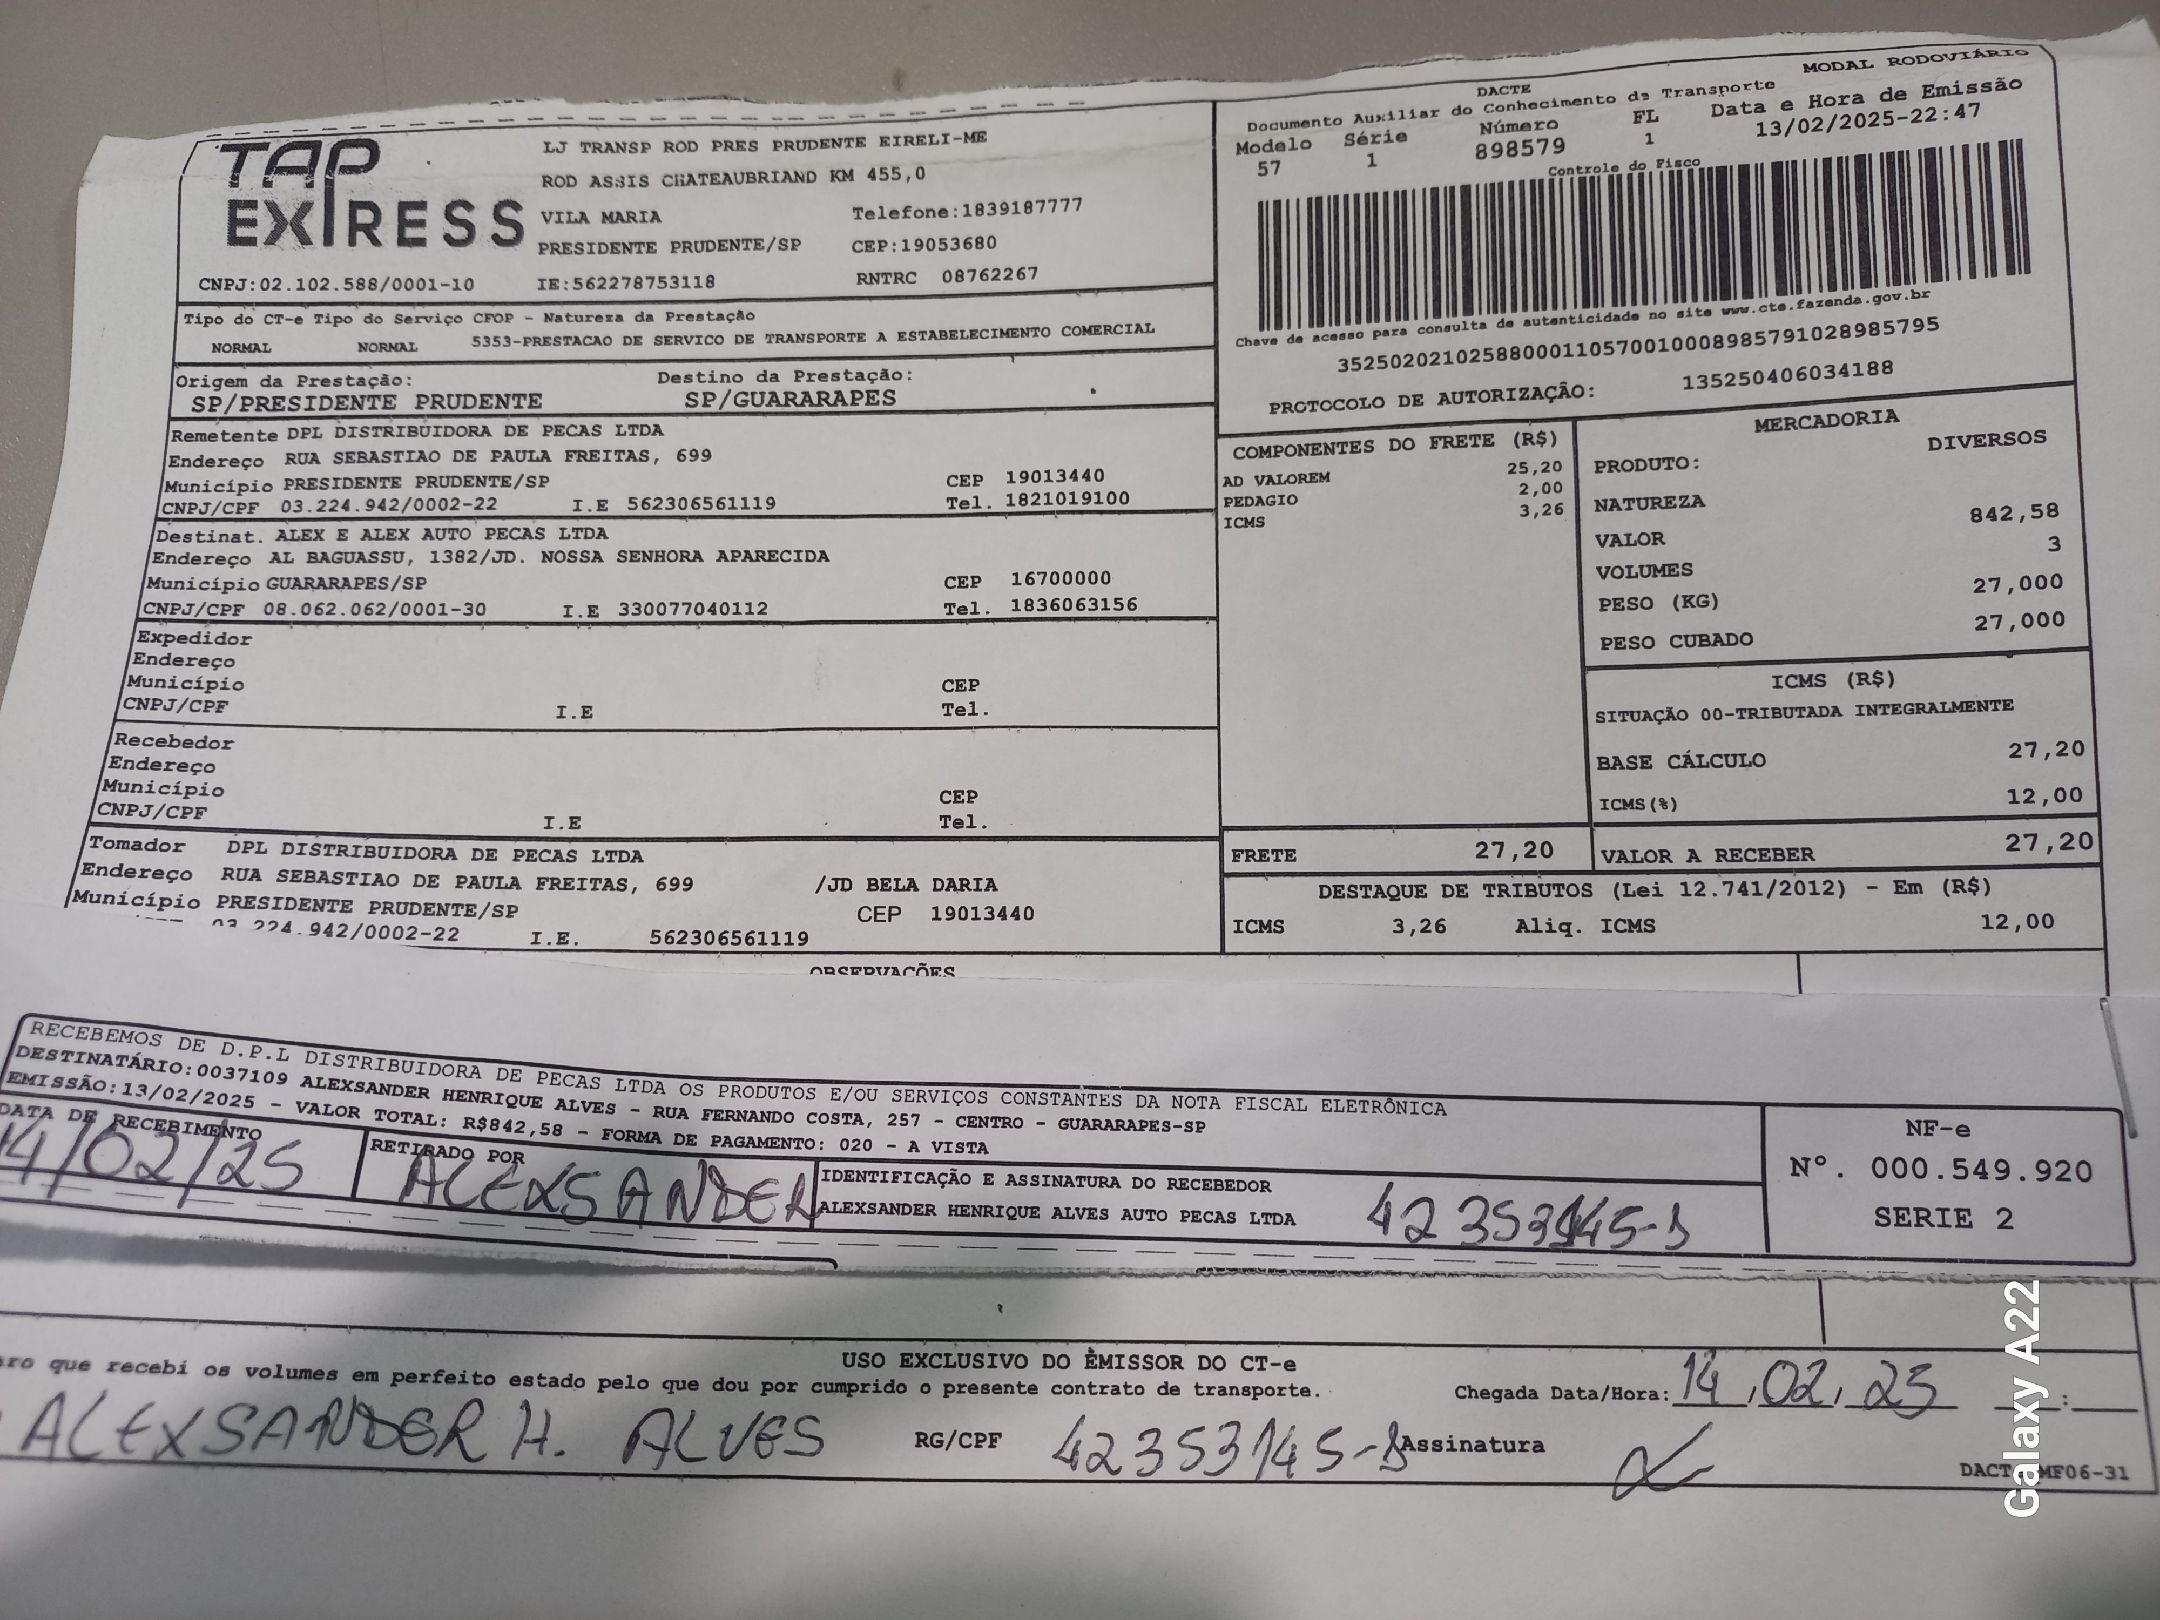 TAP EXPRESS
LJ TRANSP ROD PRES PRUDENTE EIRELI-ME
ROD ASSIS CHATEAUBRIAND KM 455,0
VILA MARIA Telefone:1839187777
PRESIDENTE PRUDENTE/SP CEP:19053680
CNPJ:02.102.588/0001-10 IE:562278753118 RNTRC 08762267
MODAL RODOVIÁRIO
DACTE
Documento Auxiliar do Conhecimento de Transporte
Modelo Série Número FL Data e Hora de Emissão
57 1 898579 1 13/02/2025-22:47
Controle do Fisco
Chave de acesso para consulta de autenticidade no site www.cte.fazenda.gov.br
35250202102588000110570010008985791028985795
PROTOCOLO DE AUTORIZAÇÃO: 135250406034188
Tipo do CT-e Tipo do Serviço CFOP - Natureza da Prestação
NORMAL NORMAL 5353-PRESTACAO DE SERVICO DE TRANSPORTE A ESTABELECIMENTO COMERCIAL
Origem da Prestação: Destino da Prestação:
SP/PRESIDENTE PRUDENTE SP/GUARARAPES
Remetente DPL DISTRIBUIDORA DE PECAS LTDA
Endereço RUA SEBASTIAO DE PAULA FREITAS, 699
Município PRESIDENTE PRUDENTE/SP CEP 19013440
CNPJ/CPF 03.224.942/0002-22 I.E 562306561119 Tel. 1821019100
Destinat. ALEX E ALEX AUTO PECAS LTDA
Endereço AL BAGUASSU, 1382/JD. NOSSA SENHORA APARECIDA
Município GUARARAPES/SP CEP 16700000
CNPJ/CPF 08.062.062/0001-30 I.E 330077040112 Tel. 1836063156
Expedidor
Endereço
Município CEP
CNPJ/CPF I.E Tel.
Recebedor
Endereço
Município CEP
CNPJ/CPF I.E Tel.
Tomador DPL DISTRIBUIDORA DE PECAS LTDA
Endereço RUA SEBASTIAO DE PAULA FREITAS, 699 /JD BELA DARIA
Município PRESIDENTE PRUDENTE/SP CEP 19013440
03.224.942/0002-22 I.E. 562306561119
COMPONENTES DO FRETE (R$)
AD VALOREM 25,20
PEDAGIO 2,00
ICMS 3,26
FRETE 27,20
MERCADORIA
PRODUTO: DIVERSOS
NATUREZA
VALOR 842,58
VOLUMES 3
PESO (KG) 27,000
PESO CUBADO 27,000
ICMS (R$)
SITUAÇÃO 00-TRIBUTADA INTEGRALMENTE
BASE CÁLCULO 27,20
ICMS(%) 12,00
VALOR A RECEBER 27,20
DESTAQUE DE TRIBUTOS (Lei 12.741/2012) - Em (R$)
ICMS 3,26 Aliq. ICMS 12,00
OBSERVAÇÕES
RECEBEMOS DE D.P.L DISTRIBUIDORA DE PECAS LTDA OS PRODUTOS E/OU SERVIÇOS CONSTANTES DA NOTA FISCAL ELETRÔNICA
DESTINATÁRIO:0037109 ALEXSANDER HENRIQUE ALVES - RUA FERNANDO COSTA, 257 - CENTRO - GUARARAPES-SP
EMISSÃO:13/02/2025 - VALOR TOTAL: R$842,58 - FORMA DE PAGAMENTO: 020 - A VISTA
DATA DE RECEBIMENTO RETIRADO POR IDENTIFICAÇÃO E ASSINATURA DO RECEBEDOR
14/02/25 ALEXSANDER ALEXSANDER HENRIQUE ALVES AUTO PECAS LTDA
NF-e
Nº. 000.549.920
SERIE 2
USO EXCLUSIVO DO EMISSOR DO CT-e
aro que recebi os volumes em perfeito estado pelo que dou por cumprido o presente contrato de transporte. Chegada Data/Hora: 14,02,25 :
ALEXSANDER H. ALVES RG/CPF Assinatura
MF06-31
Galaxy A22